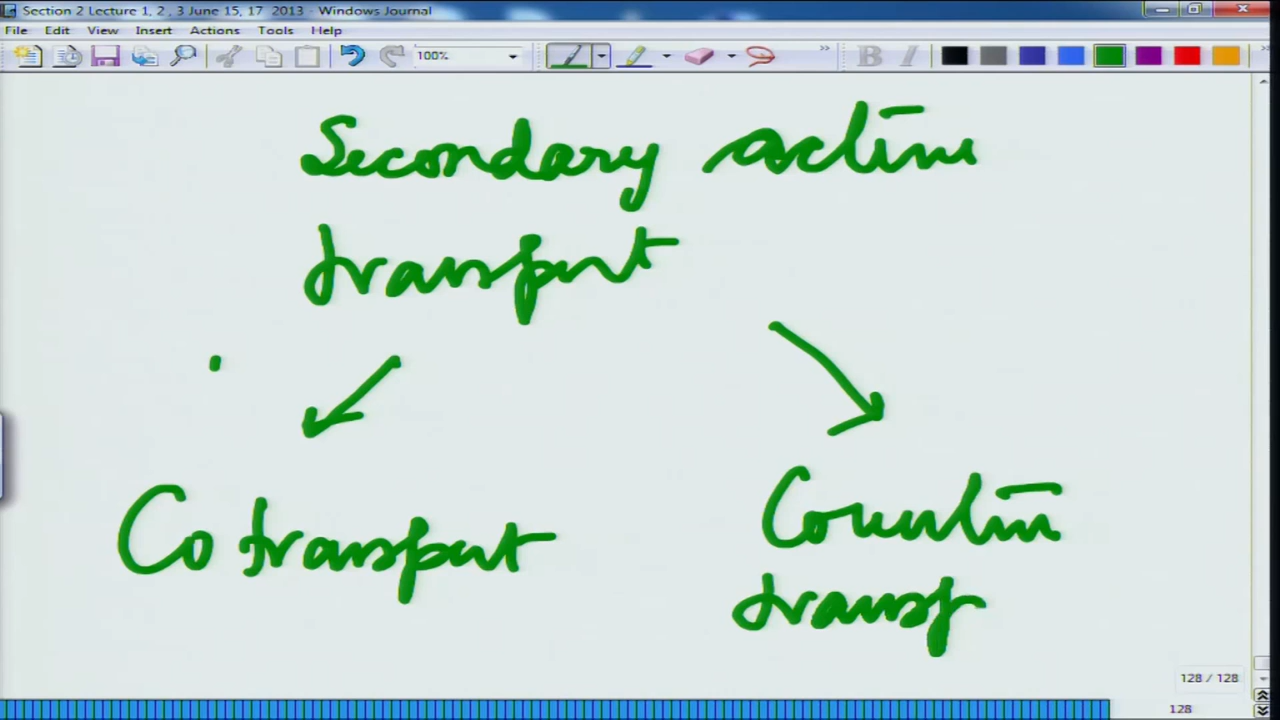 Section 2 Lecture 1, 2 , 3 June 15, 17 2013 - Windows Journal
File Edit View Insert Actions Tools Help
100%
B I
Secondary active
transport
Co transport
Counter
transp
128 / 128
128